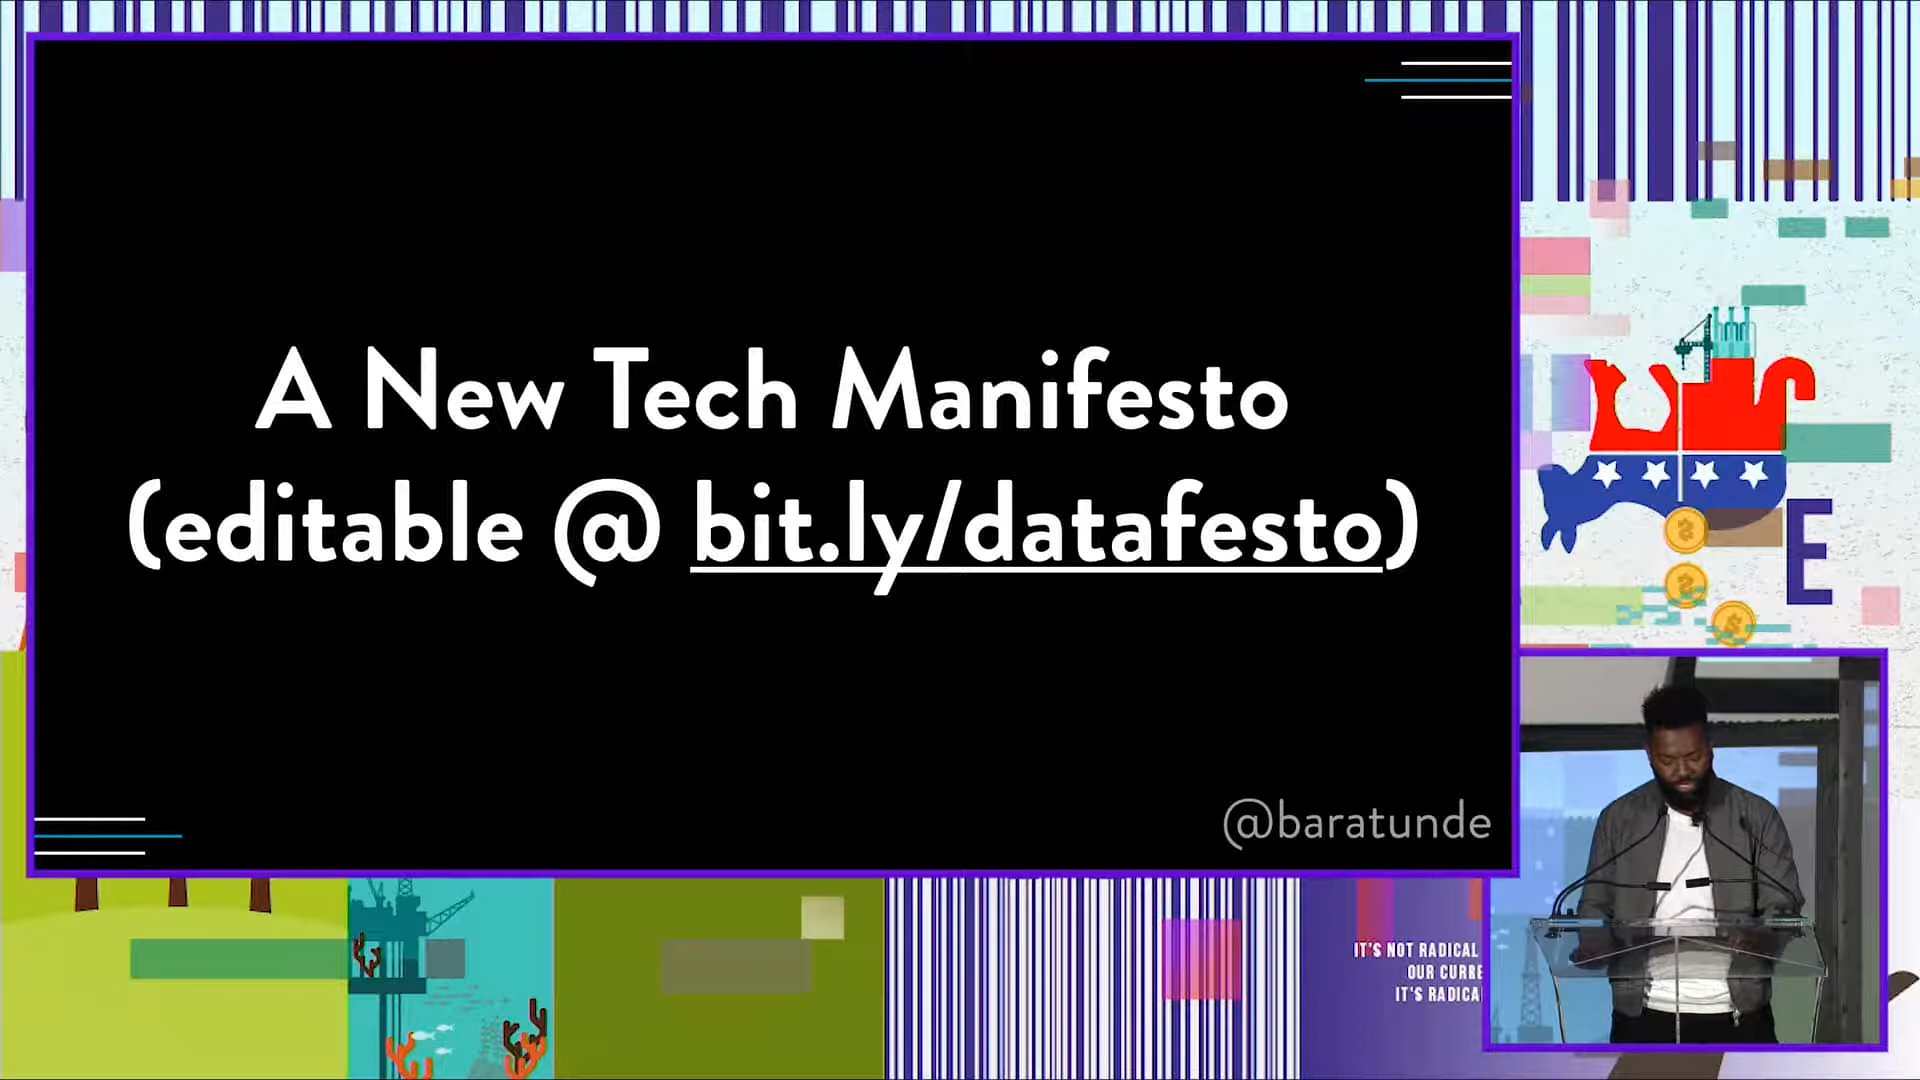 A New Tech Manifesto
(editable @ bit.ly/datafesto)
@baratunde
E
IT'S NOT RADICAL
OUR CURRE
IT'S RADICA